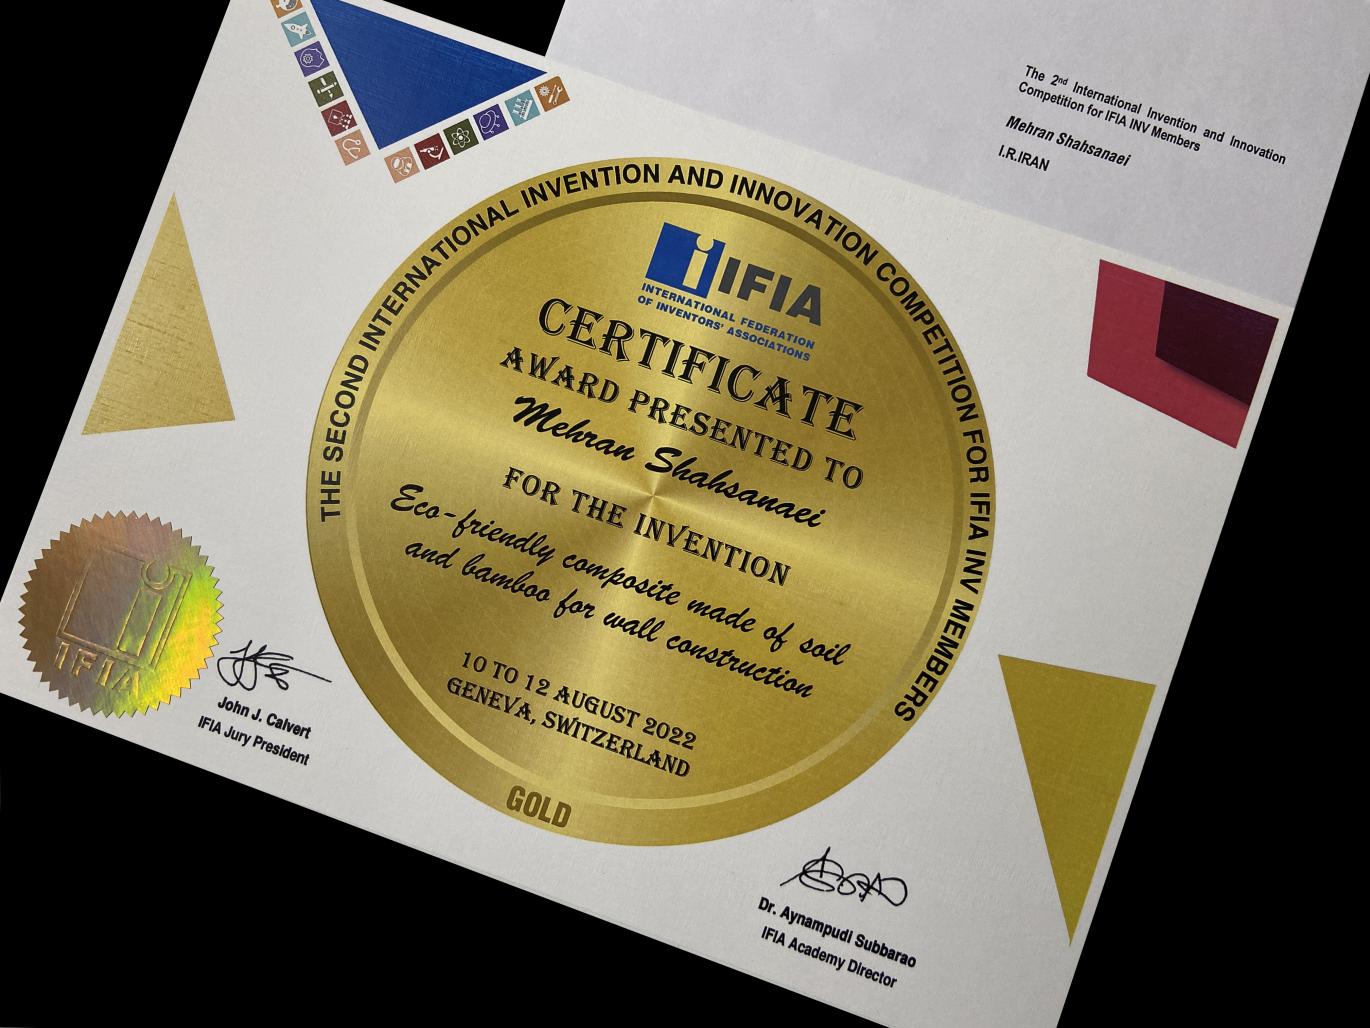 The 2nd International Invention and Innovation
Competition for IFIA INV Members
Mehran Shahsanaei
I.R.IRAN
THE SECOND INTERNATIONAL INVENTION AND INNOVATION COMPETITION FOR IFIA INV MEMBERS
IFIA
INTERNATIONAL FEDERATION
OF INVENTORS' ASSOCIATIONS
CERTIFICATE
AWARD PRESENTED TO
Mehran Shahsanaei
FOR THE INVENTION
Eco-friendly composite made of soil
and bamboo for wall construction
10 TO 12 AUGUST 2022
GENEVA, SWITZERLAND
GOLD
IFIA
John J. Calvert
IFIA Jury President
Dr. Aynampudi Subbarao
IFIA Academy Director